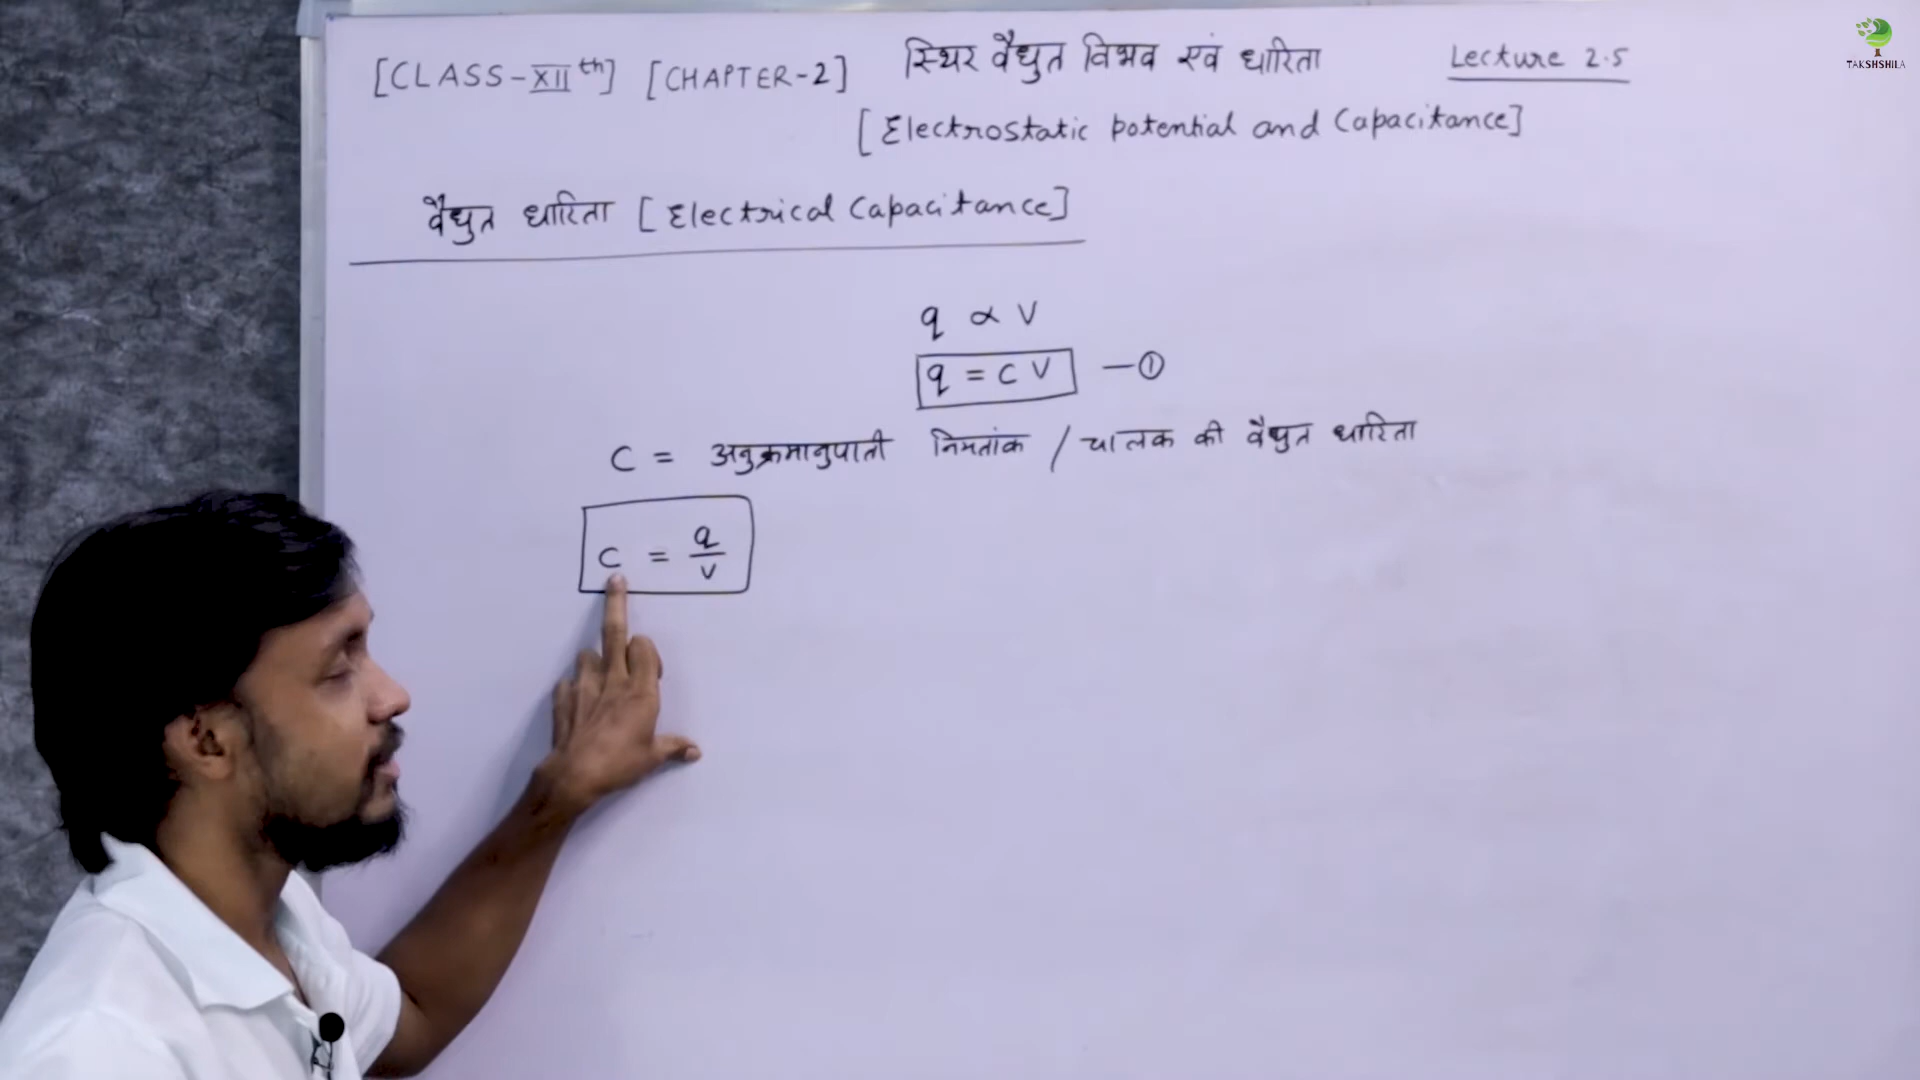 [CLASS-XIIth] [CHAPTER-2] स्थिर वैद्युत विभव एवं धारिता Lecture 2.5
[Electrostatic potential and Capacitance]
वैद्युत धारिता [Electrical Capacitance]
q ∝ V
q = C V —①
C = अनुक्रमानुपाती नियतांक / चालक की वैद्युत धारिता
C = q/V
TAKSHSHILA